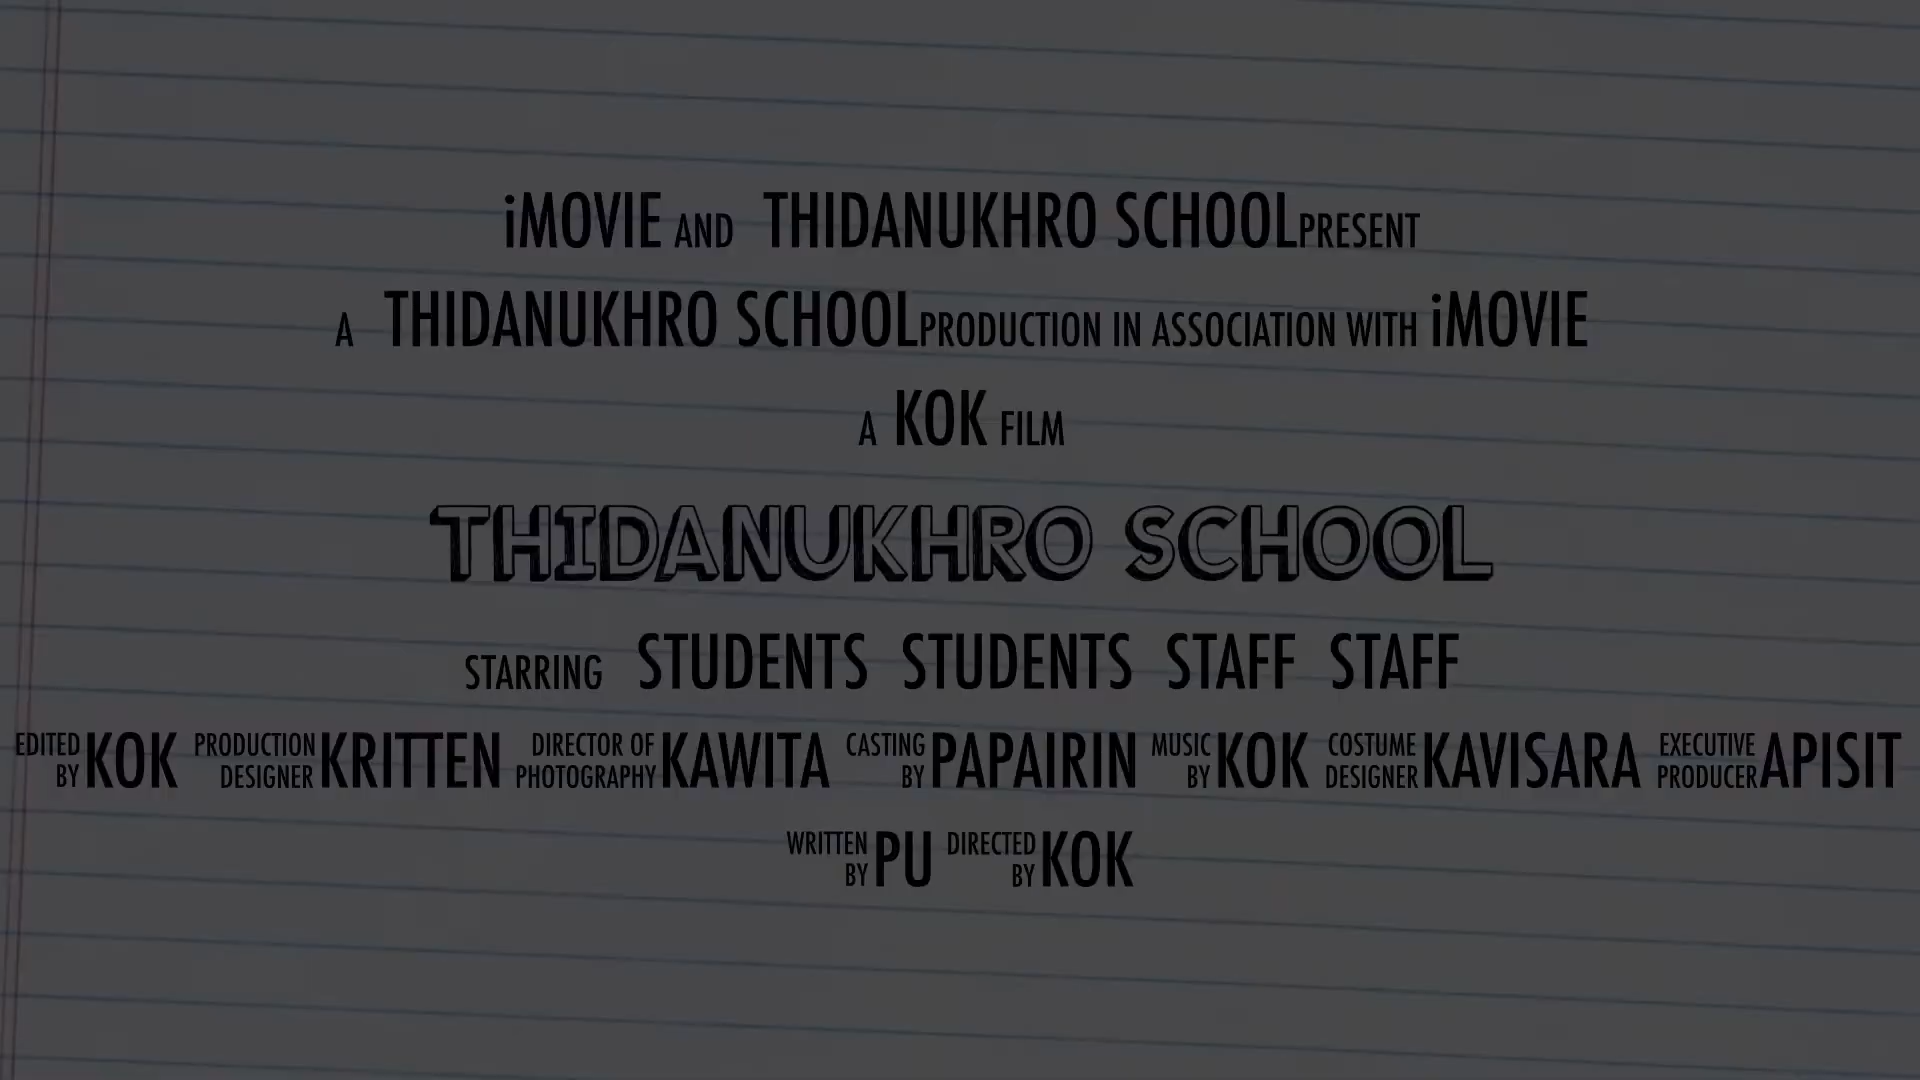 iMOVIE AND THIDANUKHRO SCHOOL PRESENT
A THIDANUKHRO SCHOOL PRODUCTION IN ASSOCIATION WITH iMOVIE
A KOK FILM
THIDANUKHRO SCHOOL
STARRING STUDENTS STUDENTS STAFF STAFF
EDITED BY KOK PRODUCTION DESIGNER KRITTEN DIRECTOR OF PHOTOGRAPHY KAWITA CASTING BY PAPAIRIN MUSIC BY KOK COSTUME DESIGNER KAVISARA EXECUTIVE PRODUCER APISIT
WRITTEN BY PU DIRECTED BY KOK